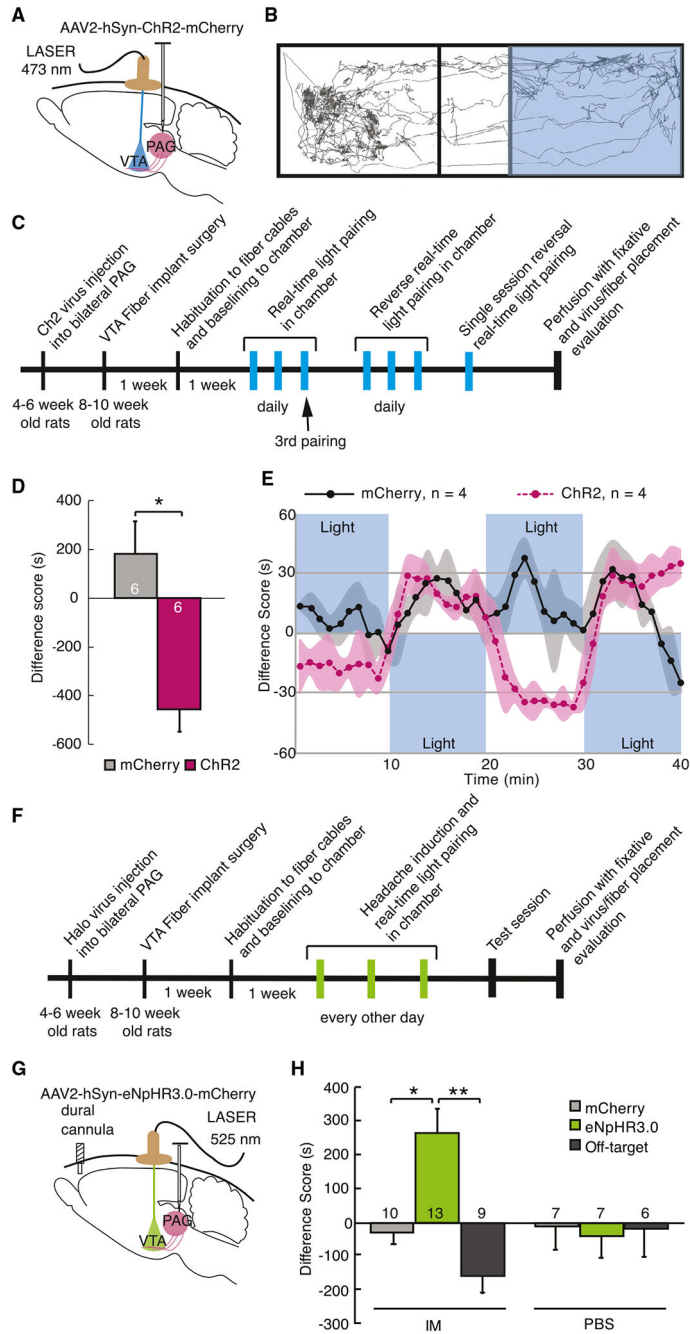 A
AAV2-hSyn-ChR2-mCherry
LASER
473 nm
PAG
VTA
B
C
Ch2 virus injection
into bilateral PAG
VTA Fiber implant surgery
Habituation to fiber cables
and baselining to chamber
Real-time light pairing
in chamber
Reverse real-time
light pairing in chamber
Single session reversal
real-time light pairing
Perfusion with fixative
and virus/fiber placement
evaluation
1 week
1 week
4-6 week
old rats
8-10 week
old rats
daily
daily
3rd pairing
D
Difference score (s)
400
200
0
-200
-400
-600
*
6
6
mCherry
ChR2
E
mCherry, n = 4
ChR2, n = 4
Difference Score (s)
60
30
0
-30
-60
Light
Light
Light
Light
10
20
30
40
Time (min)
F
Halo virus injection
into bilateral PAG
VTA Fiber implant surgery
Habituation to fiber cables
and baselining to chamber
Headache induction and
real-time light pairing
in chamber
Test session
Perfusion with fixative
and virus/fiber placement
evaluation
1 week
1 week
4-6 week
old rats
8-10 week
old rats
every other day
G
AAV2-hSyn-eNpHR3.0-mCherry
dural
cannula
LASER
525 nm
PAG
VTA
H
Difference Score (s)
400
300
200
100
0
-100
-200
-300
*
**
mCherry
eNpHR3.0
Off-target
10
13
9
7
7
6
IM
PBS